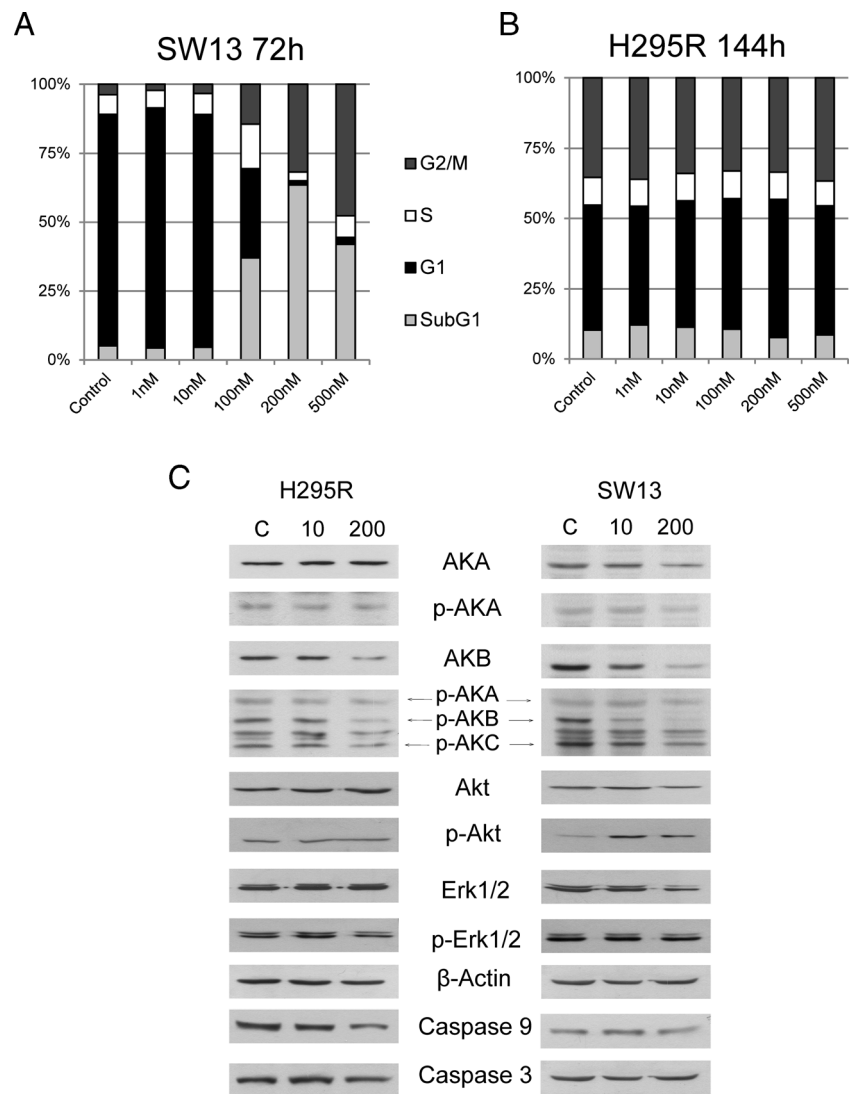 A
SW13 72h
100%
75%
50%
25%
0%
Control
1nM
10nM
100nM
200nM
500nM
G2/M
S
G1
SubG1
B
H295R 144h
100%
75%
50%
25%
0%
Control
1nM
10nM
100nM
200nM
500nM
C
H295R
SW13
C 10 200
C 10 200
AKA
p-AKA
AKB
p-AKA
p-AKB
p-AKC
Akt
p-Akt
Erk1/2
p-Erk1/2
β-Actin
Caspase 9
Caspase 3